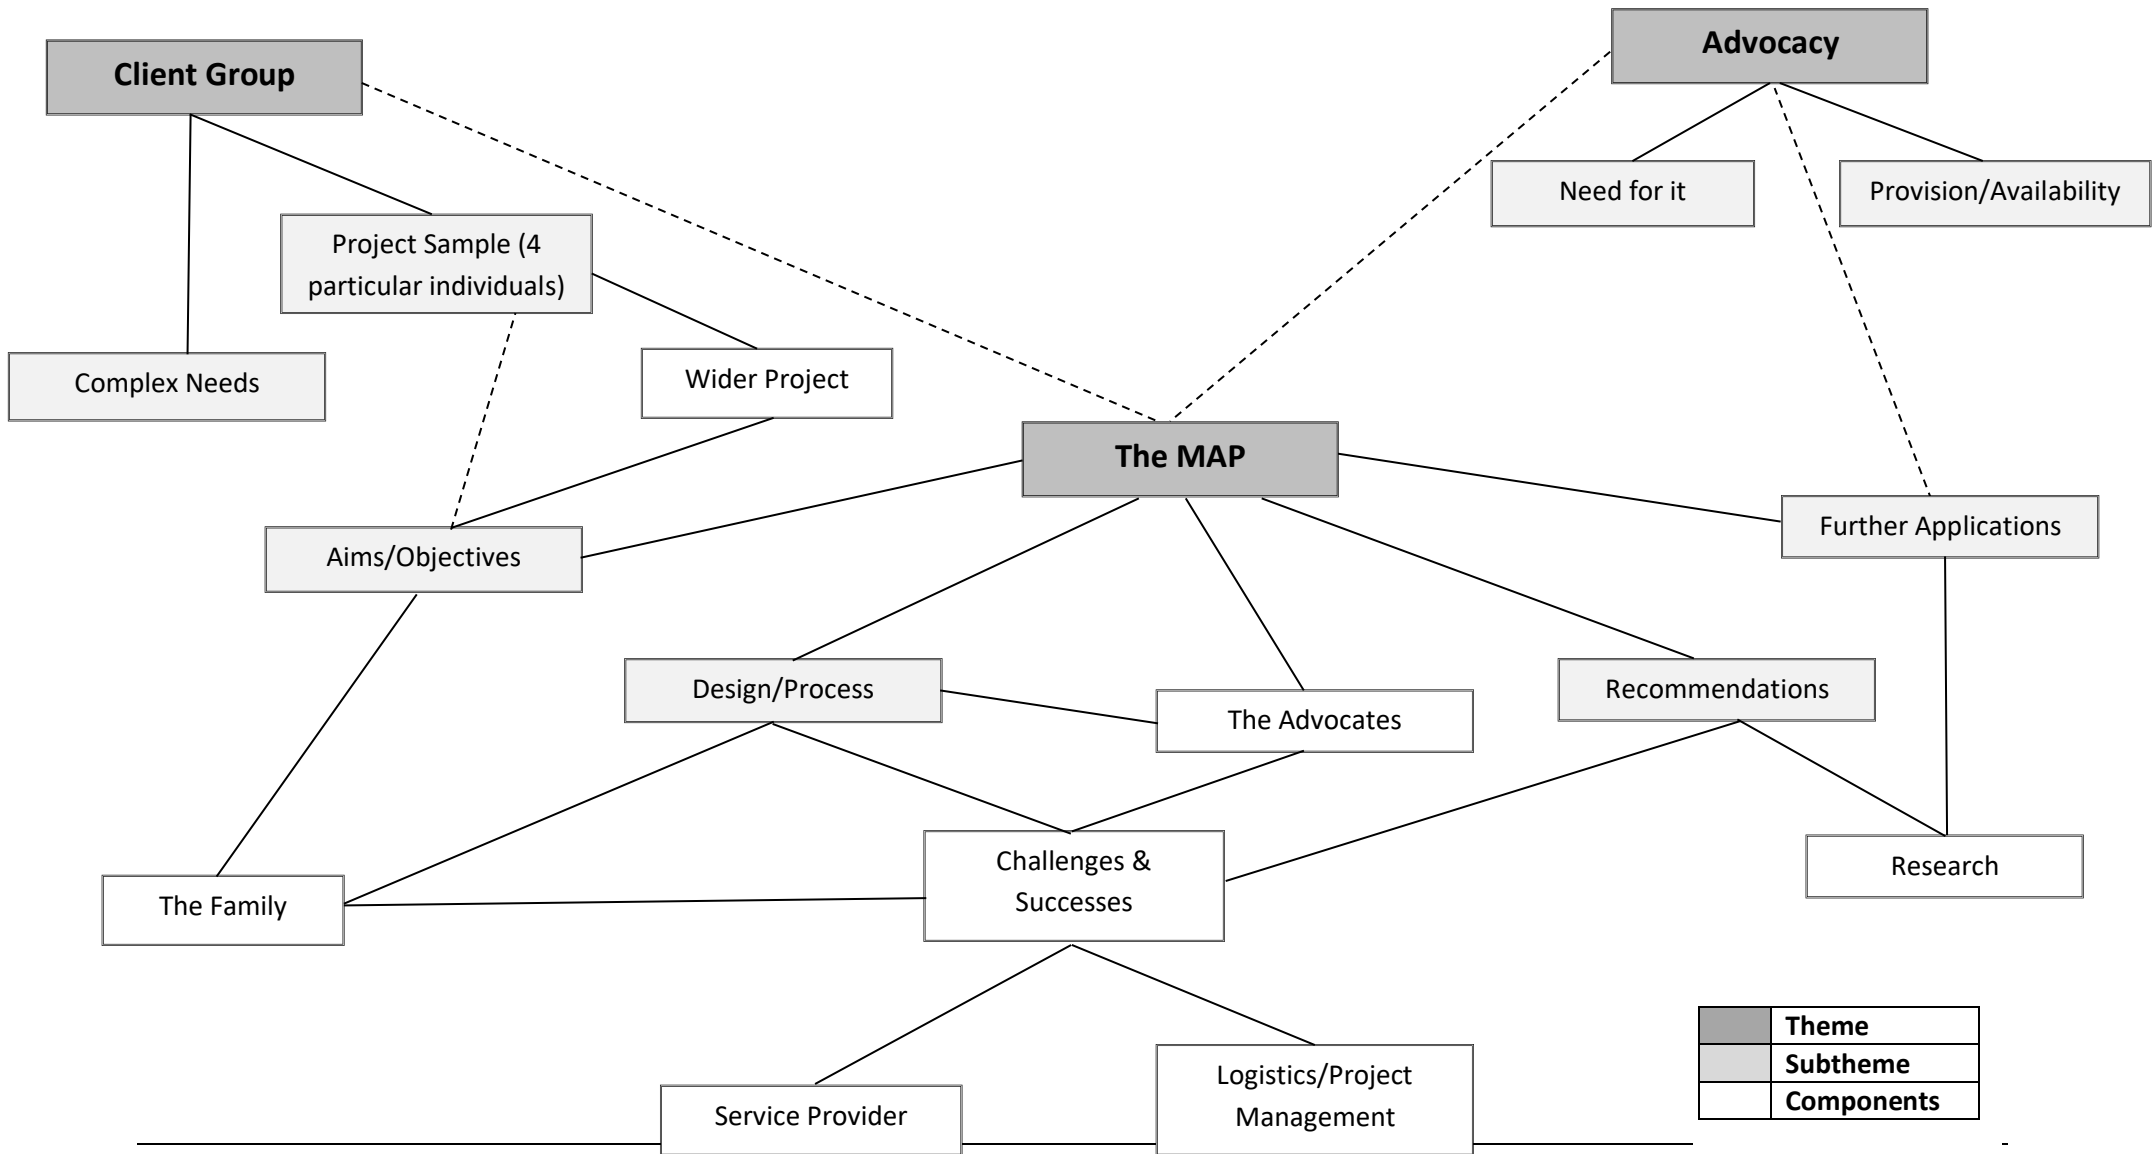 Advocacy
Client Group
Need for it
Provision/Availability
Project Sample (4
particular individuals)
Complex Needs
Wider Project
The MAP
Further Applications
Aims/Objectives
Design/Process
The Advocates
Recommendations
Challenges &
Successes
Research
The Family
Service Provider
Logistics/Project
Management
Theme
Subtheme
Components